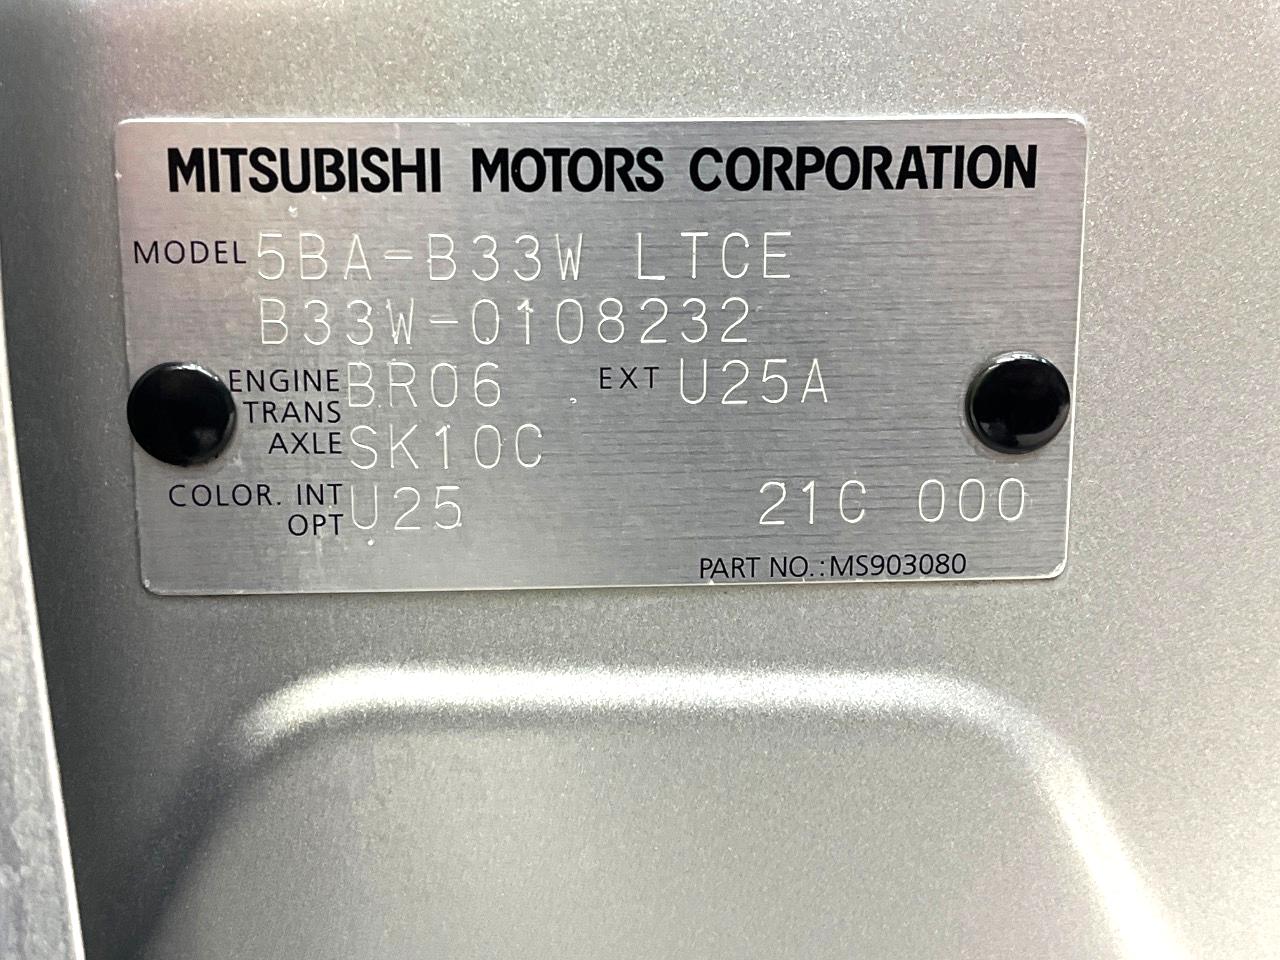 MITSUBISHI MOTORS CORPORATION
MODEL 5BA-B33W LTCE
B33W-0108232
ENGINE BR06 EXT U25A
TRANS
AXLE SK10C
COLOR. INT U25 21C 000
OPT
PART NO.:MS903080